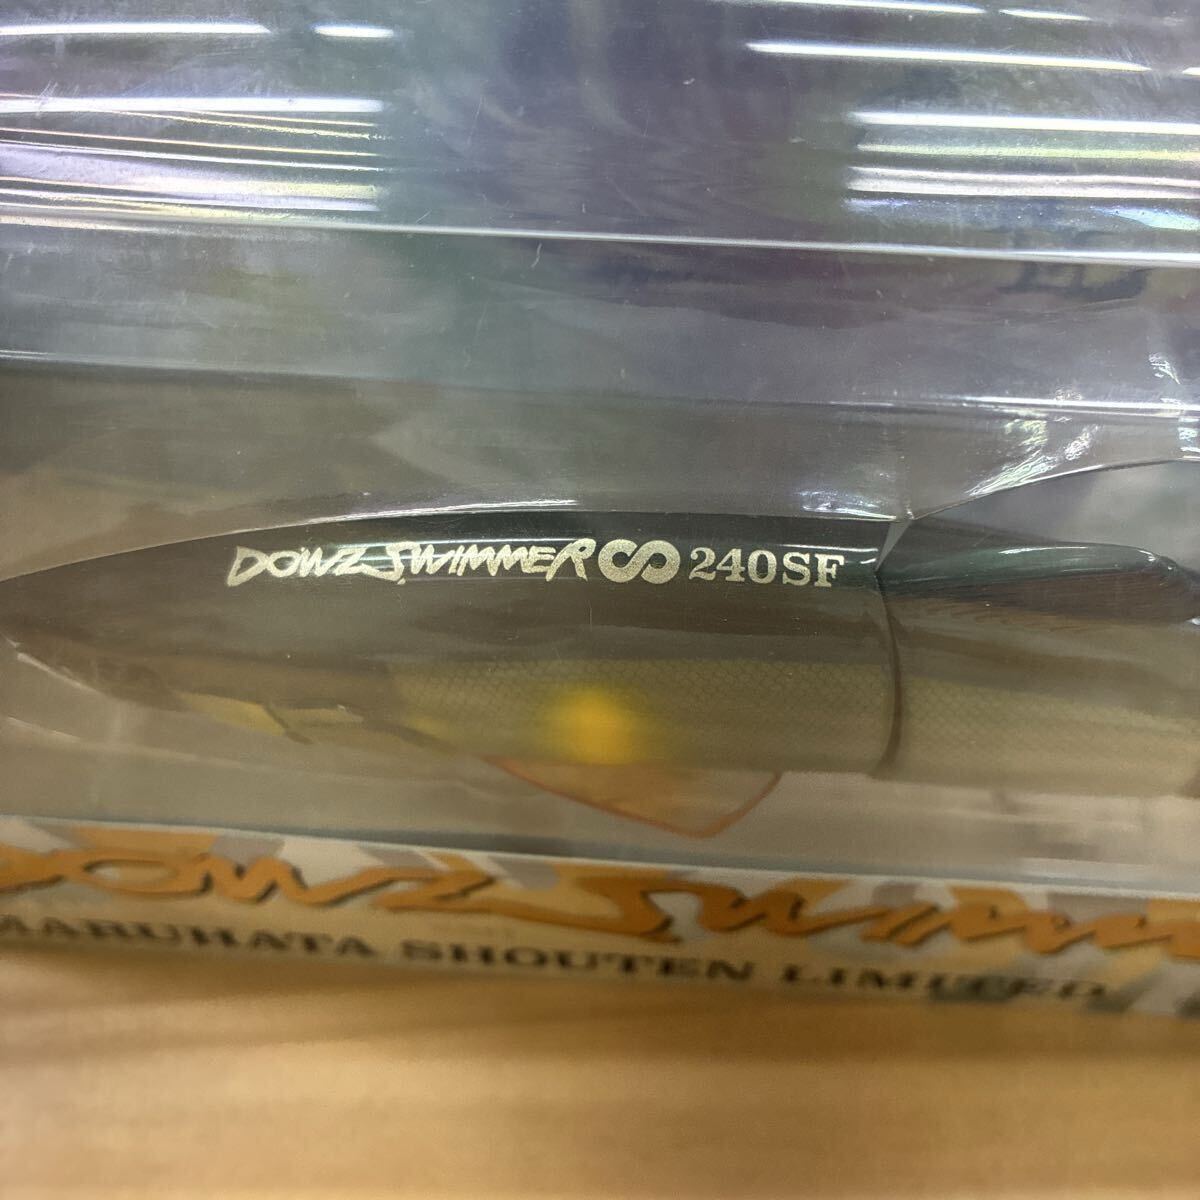 DOWZ SWIMMER ∞ 240SF
DOWZ SWIMM
MARUHATA SHOUTEN LIMITED